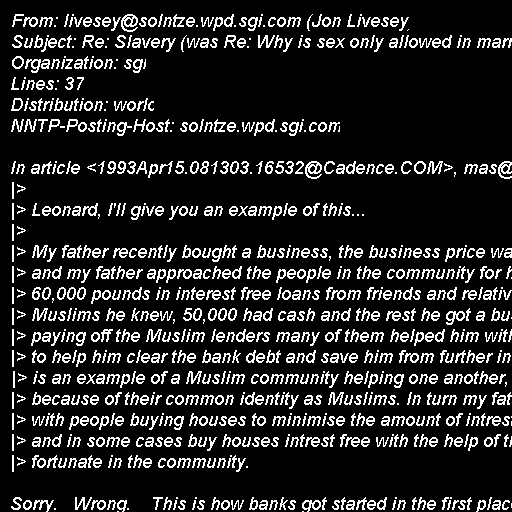 From: livesey@solntze.wpd.sgi.com (Jon Livesey
Subject: Re: Slavery (was Re: Why is sex only allowed in marr
Organization: sgi
Lines: 37
Distribution: world
NNTP-Posting-Host: solntze.wpd.sgi.com

In article <1993Apr15.081303.16532@Cadence.COM>, mas@
|>
|> Leonard, I'll give you an example of this...
|>
|> My father recently bought a business, the business price wa
|> and my father approached the people in the community for h
|> 60,000 pounds in interest free loans from friends and relativ
|> Muslims he knew, 50,000 had cash and the rest he got a bus
|> paying off the Muslim lenders many of them helped him with
|> to help him clear the bank debt and save him from further in
|> is an example of a Muslim community helping one another,
|> because of their common identity as Muslims. In turn my fat
|> with people buying houses to minimise the amount of intrest
|> and in some cases buy houses intrest free with the help of th
|> fortunate in the community.

Sorry. Wrong. This is how banks got started in the first plac